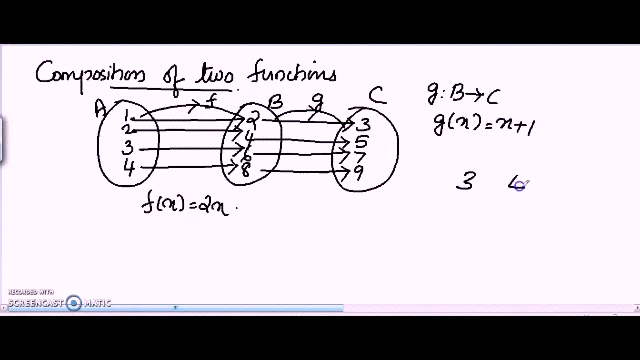 Composition of two functions
A f B g C
g: B→C
g(x)=x+1
1 2 3
2 4 5
3 6 7
4 8 9
f(x)=2x.
3
RECORDED WITH
SCREENCAST MATIC